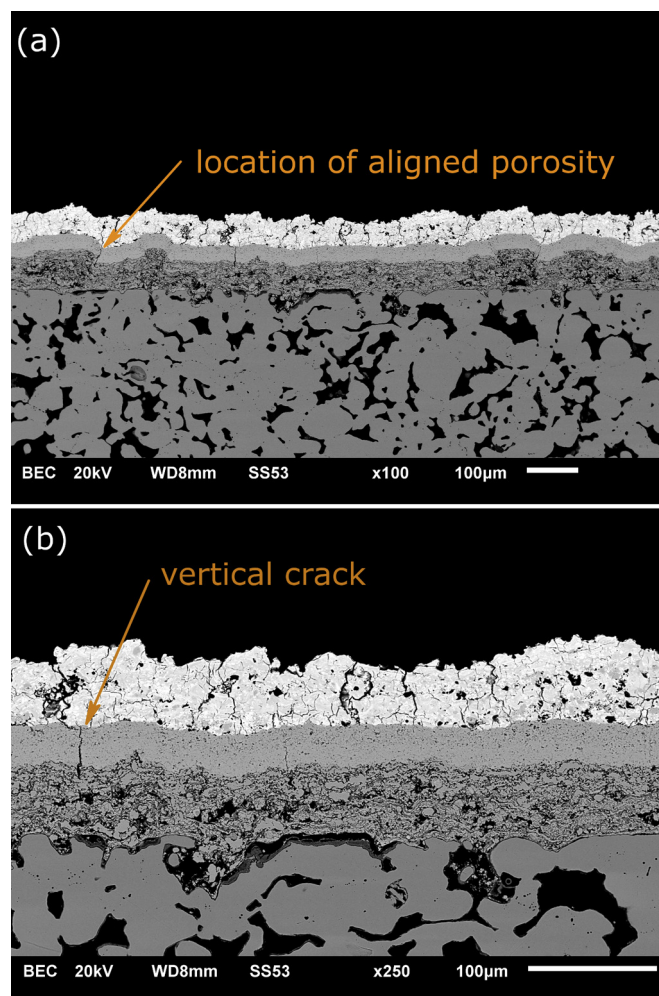 (a)
location of aligned porosity
BEC 20kV WD8mm SS53 x100 100µm
(b)
vertical crack
BEC 20kV WD8mm SS53 x250 100µm